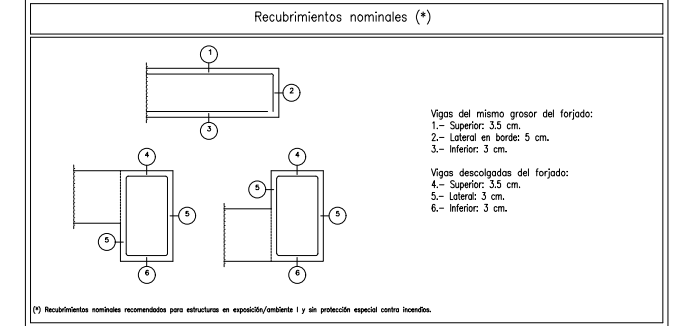 Recubrimientos nominales (*)
1
2
3
Vigas del mismo grosor del forjado:
1.- Superior: 3.5 cm.
2.- Lateral en borde: 5 cm.
3.- Inferior: 3 cm.
Vigas descolgadas del forjado:
4.- Superior: 3.5 cm.
5.- Lateral: 3 cm.
6.- Inferior: 3 cm.
4
5
5
6
4
5
5
6
(*) Recubrimientos nominales recomendados para estructuras en exposición/ambiente I y sin protección especial contra incendios.